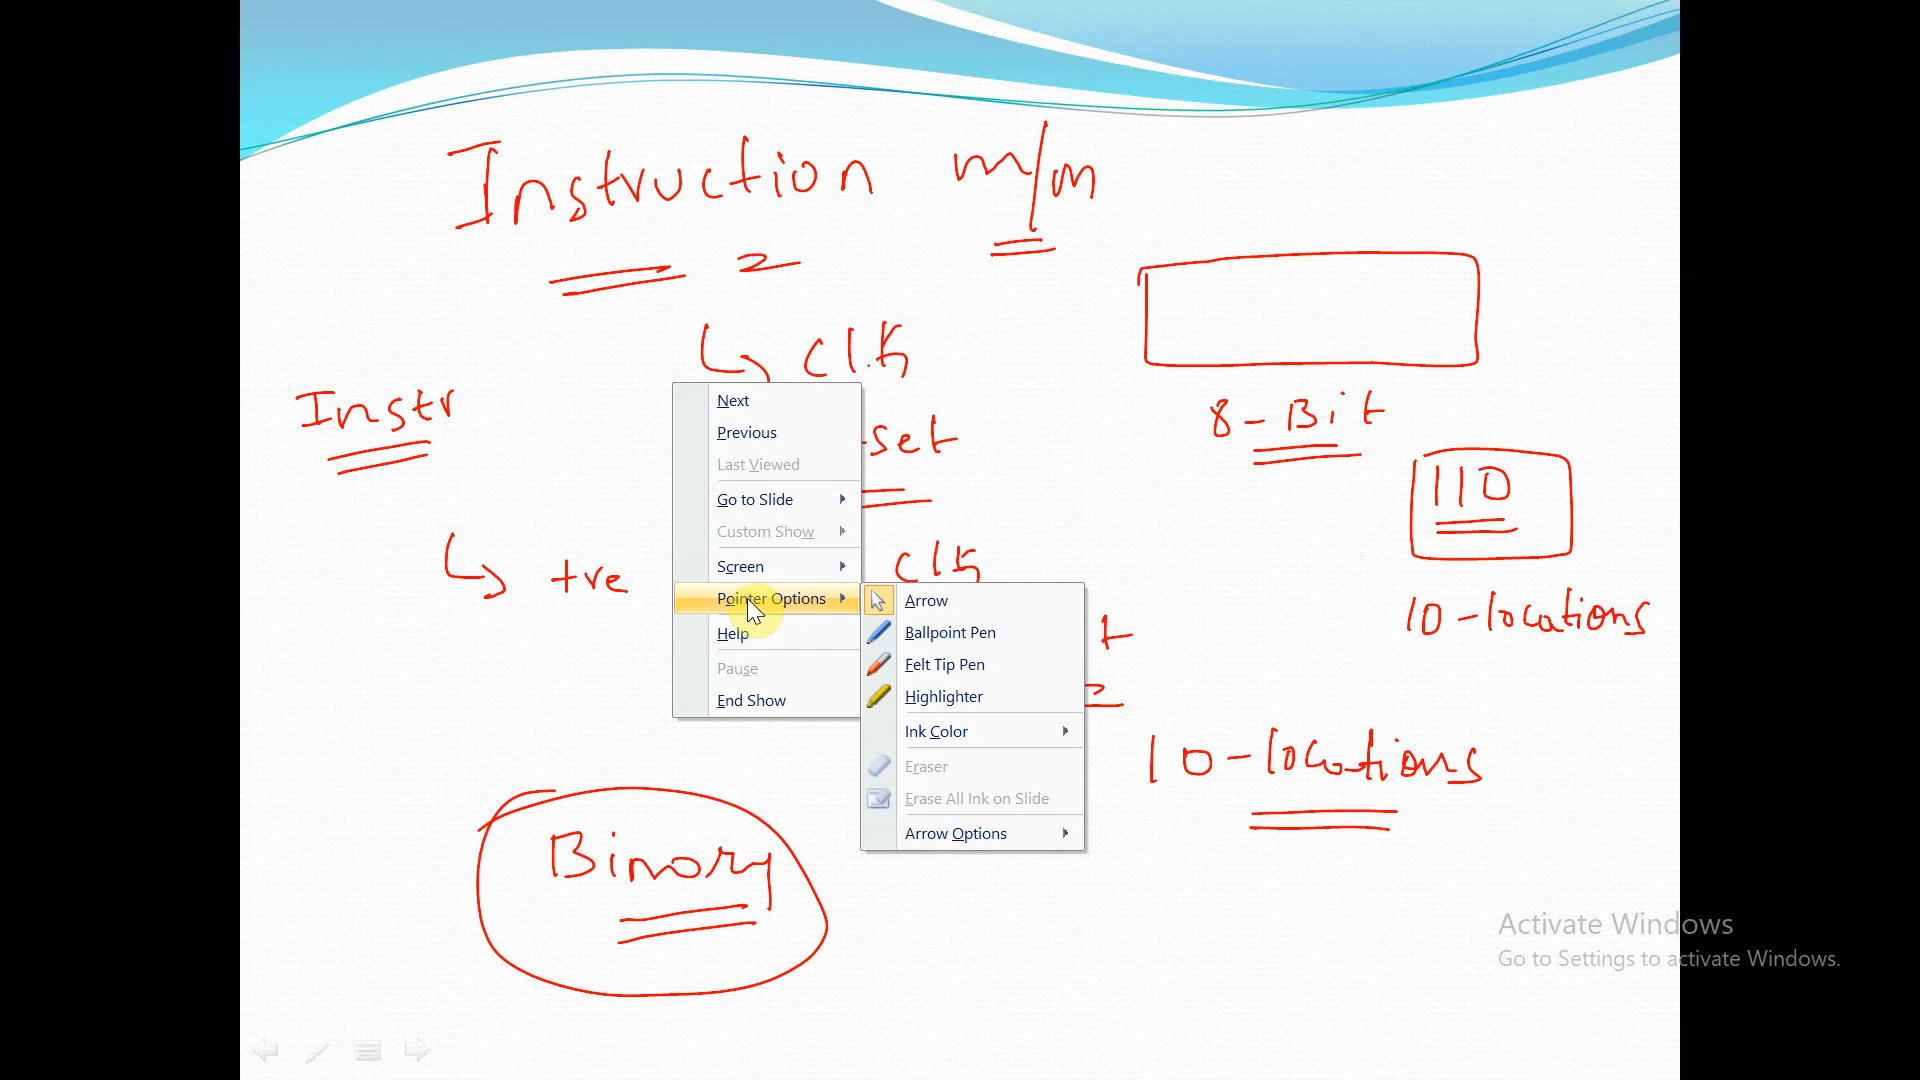 Instruction m/m
clk
Instr
-set
8-Bit
110
+ve
clk
10-locations
t
10-locations
Binary
Next
Previous
Last Viewed
Go to Slide
Custom Show
Screen
Pointer Options
Help
Pause
End Show
Arrow
Ballpoint Pen
Felt Tip Pen
Highlighter
Ink Color
Eraser
Erase All Ink on Slide
Arrow Options
Activate Windows
Go to Settings to activate Windows.